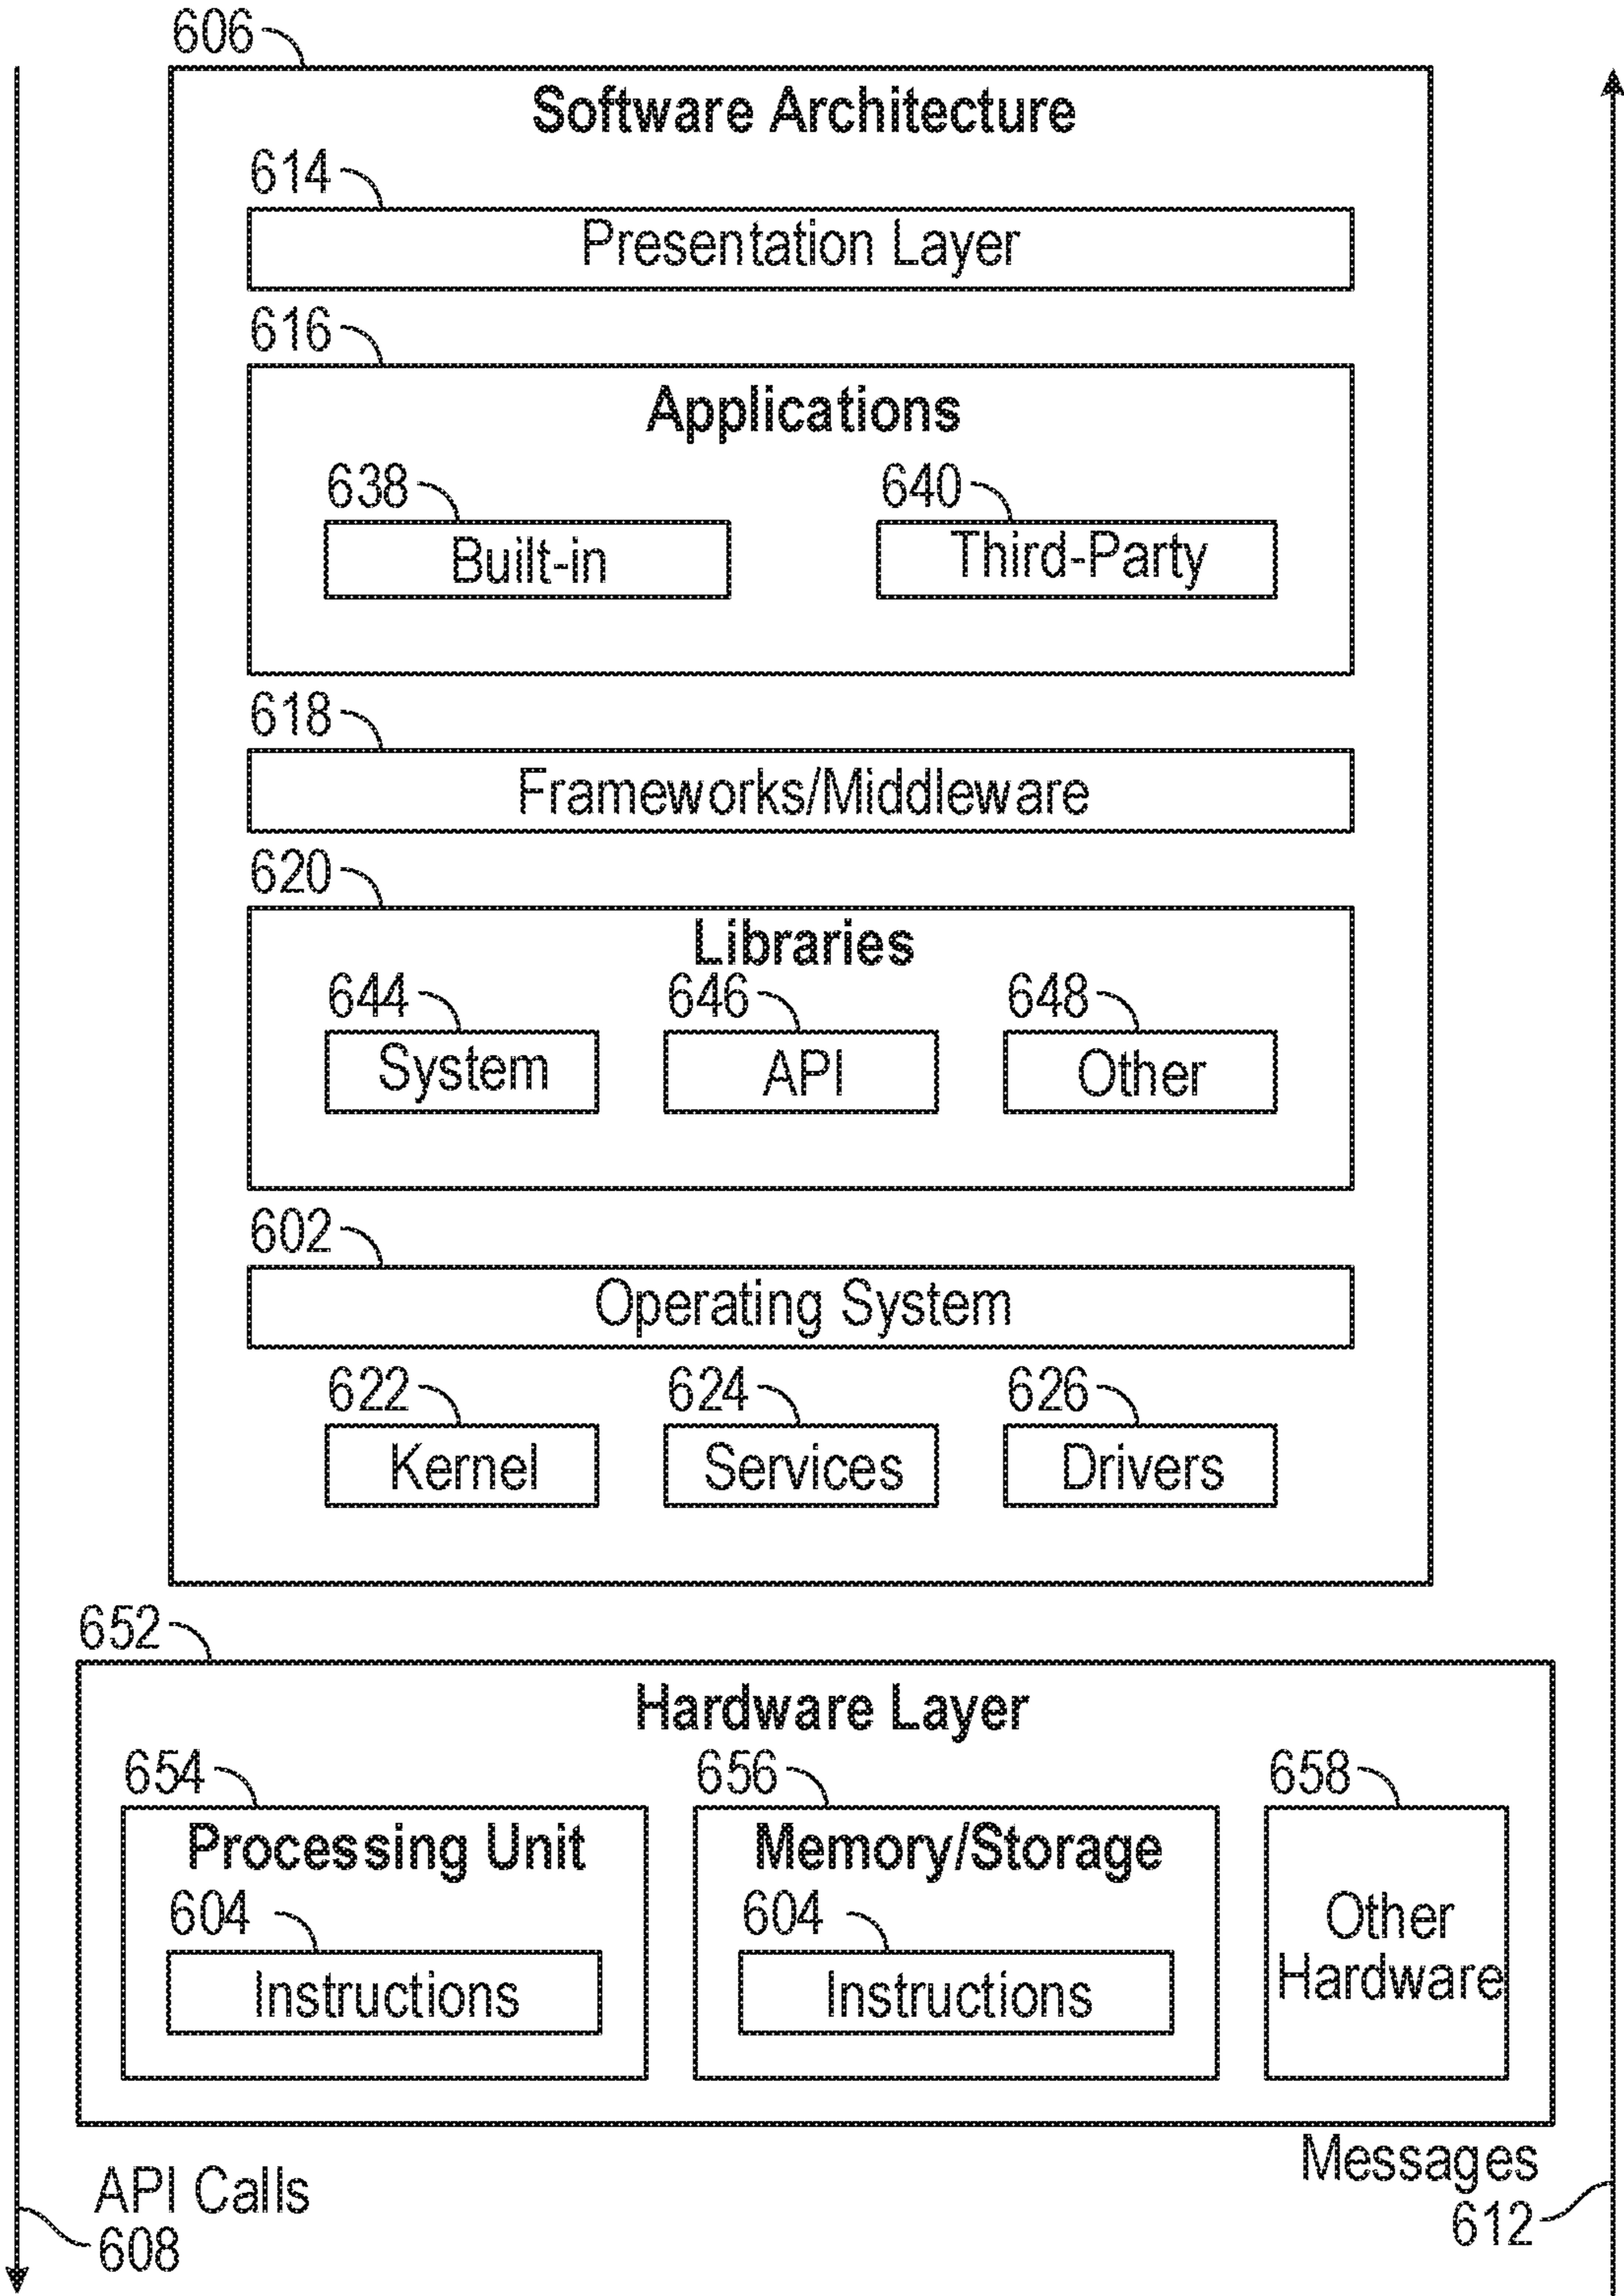 606
Software Architecture
614
Presentation Layer
616
Applications
638
640
Built-in
Third-Party
618
Frameworks/Middleware
620
Libraries
644
646
648
System
API
Other
602
Operating System
622
624
626
Kernel
Services
Drivers
652
Hardware Layer
654
656
658
Processing Unit
Memory/Storage
604
604
Other
Hardware
Instructions
Instructions
API Calls
608
Messages
612